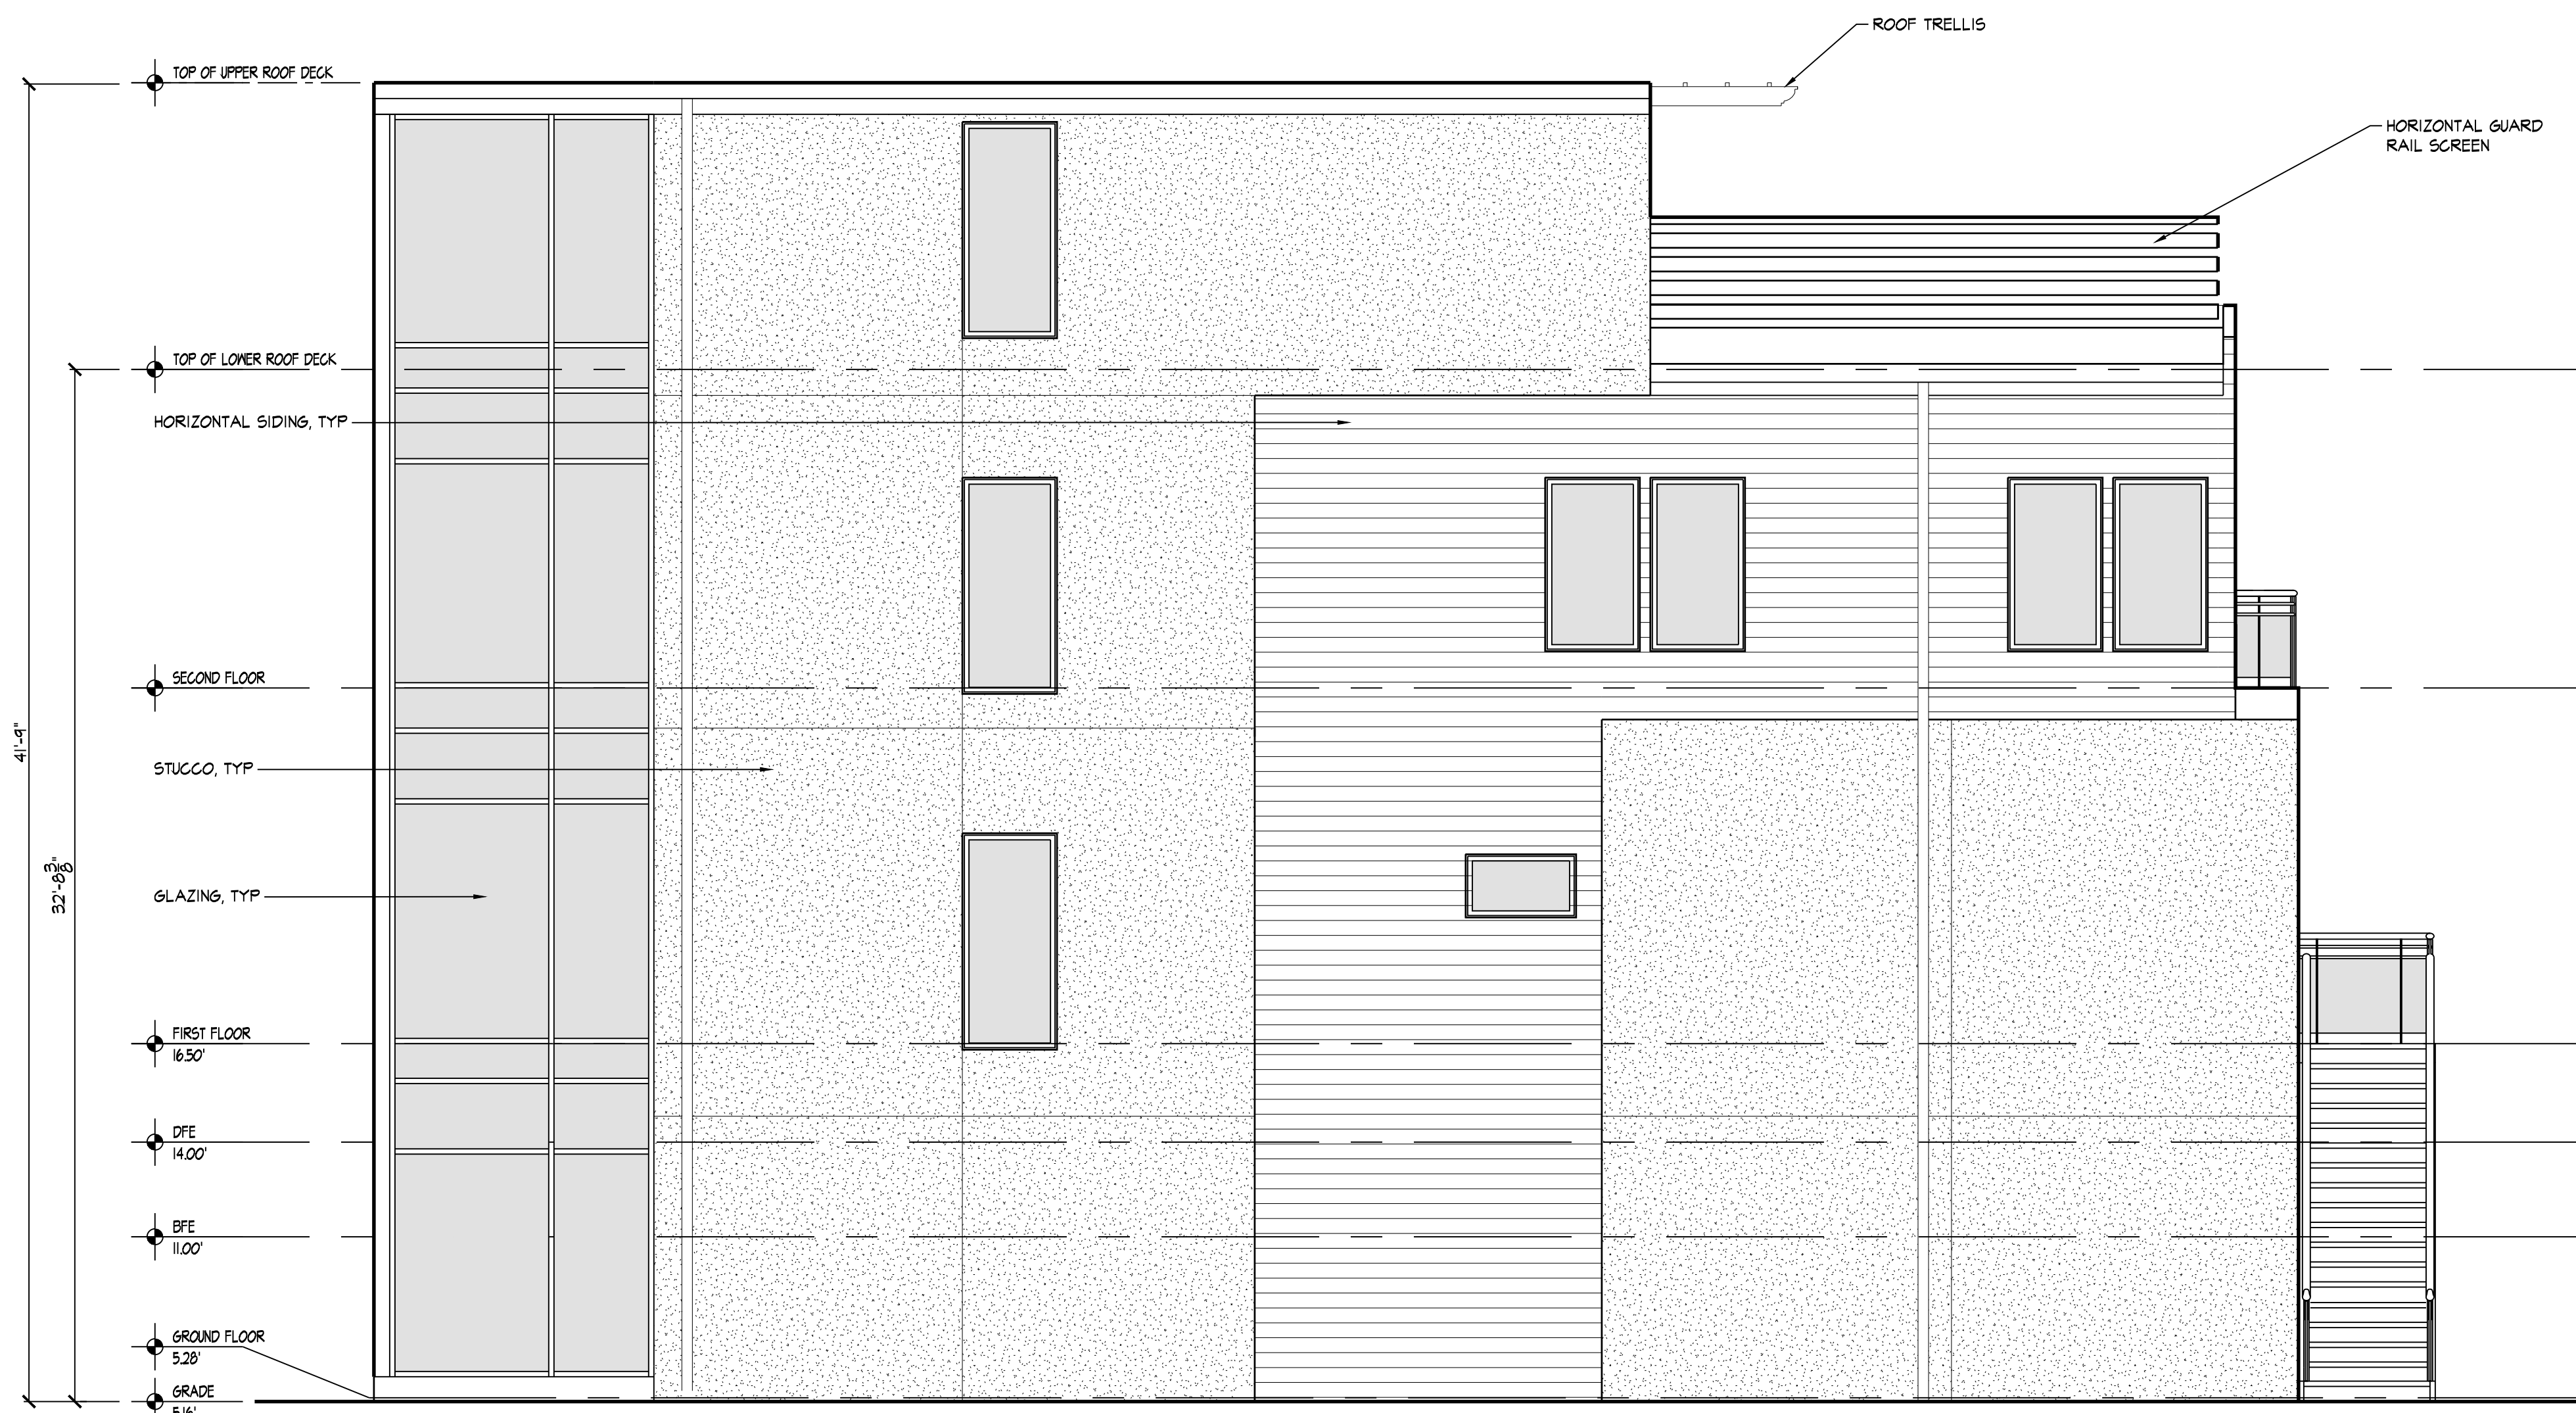 ROOF TRELLIS
TOP OF UPPER ROOF DECK
HORIZONTAL GUARD
RAIL SCREEN
TOP OF LOWER ROOF DECK
HORIZONTAL SIDING, TYP
SECOND FLOOR
41'-9"
STUCCO, TYP
32'-8 3/8"
GLAZING, TYP
FIRST FLOOR
16.50'
DFE
14.00'
BFE
11.00'
GROUND FLOOR
5.28'
GRADE
5.16'